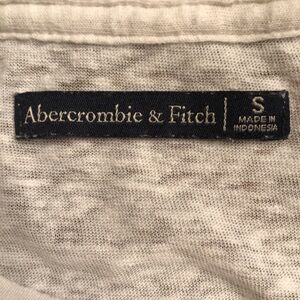 Abercrombie & Fitch | S
MADE IN
INDONESIA